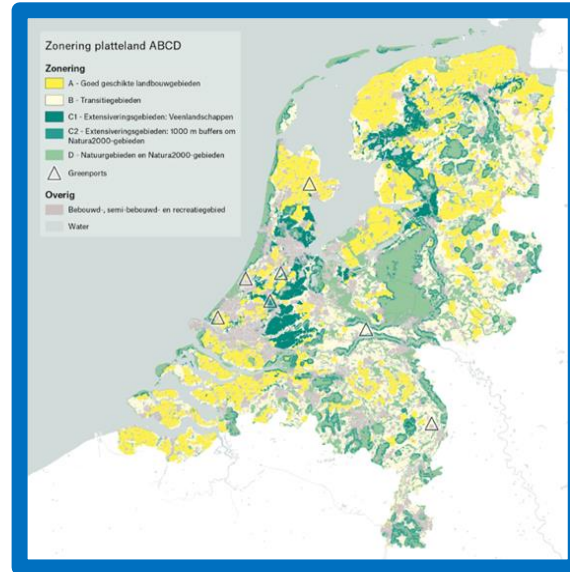 Zonering platteland ABCD
Zonering
A - Goed geschikte landbouwgebieden
B - Transitiegebieden
C1 - Extensiveringsgebieden: Veenlandschappen
C2 - Extensiveringsgebieden: 1000 m buffers om
Natura2000-gebieden
D - Natuurgebieden en Natura2000-gebieden
Greenports
Overig
Bebouwd-, semi-bebouwd- en recreatiegebied
Water